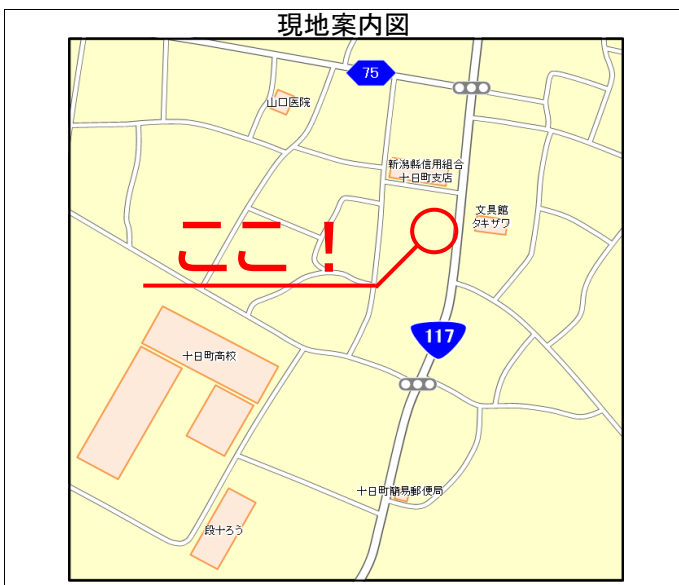 現地案内図
75
山口医院
新潟縣信用組合
十日町支店
文具館
タキザワ
ここ!
117
十日町高校
十日町簡易郵便局
段十ろう